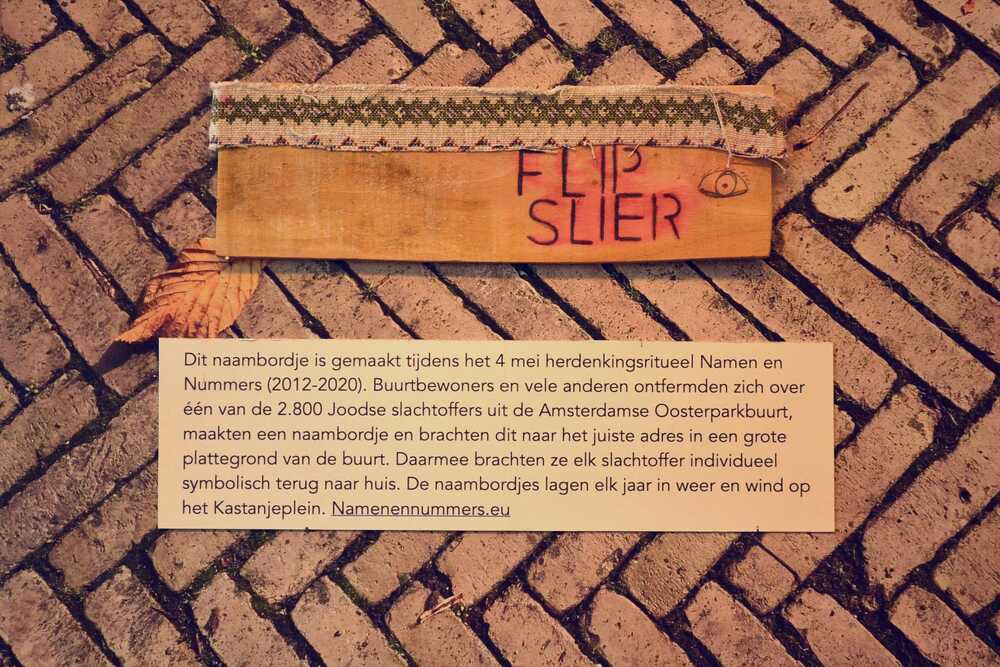 FLIP
SLIER
Dit naambordje is gemaakt tijdens het 4 mei herdenkingsritueel Namen en
Nummers (2012-2020). Buurtbewoners en vele anderen ontfermden zich over
één van de 2.800 Joodse slachtoffers uit de Amsterdamse Oosterparkbuurt,
maakten een naambordje en brachten dit naar het juiste adres in een grote
plattegrond van de buurt. Daarmee brachten ze elk slachtoffer individueel
symbolisch terug naar huis. De naambordjes lagen elk jaar in weer en wind op
het Kastanjeplein. Namenennummers.eu